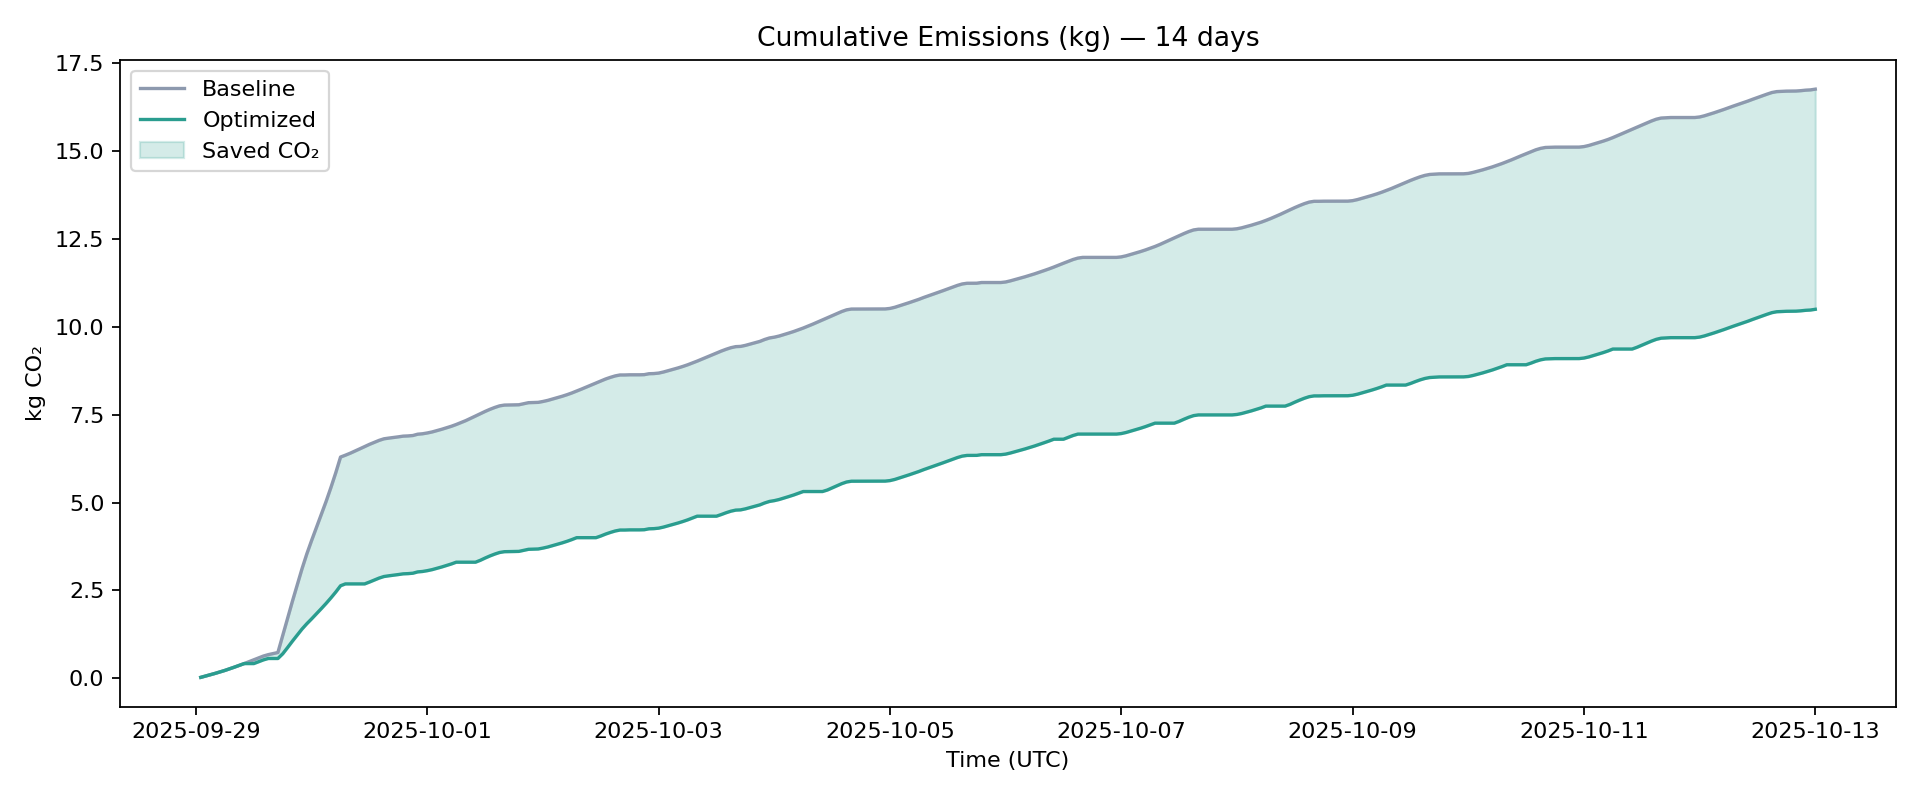 Cumulative Emissions (kg) — 14 days
17.5
15.0
12.5
10.0
7.5
5.0
2.5
0.0
kg CO₂
Baseline
Optimized
Saved CO₂
2025-09-29 2025-10-01 2025-10-03 2025-10-05 2025-10-07 2025-10-09 2025-10-11 2025-10-13
Time (UTC)